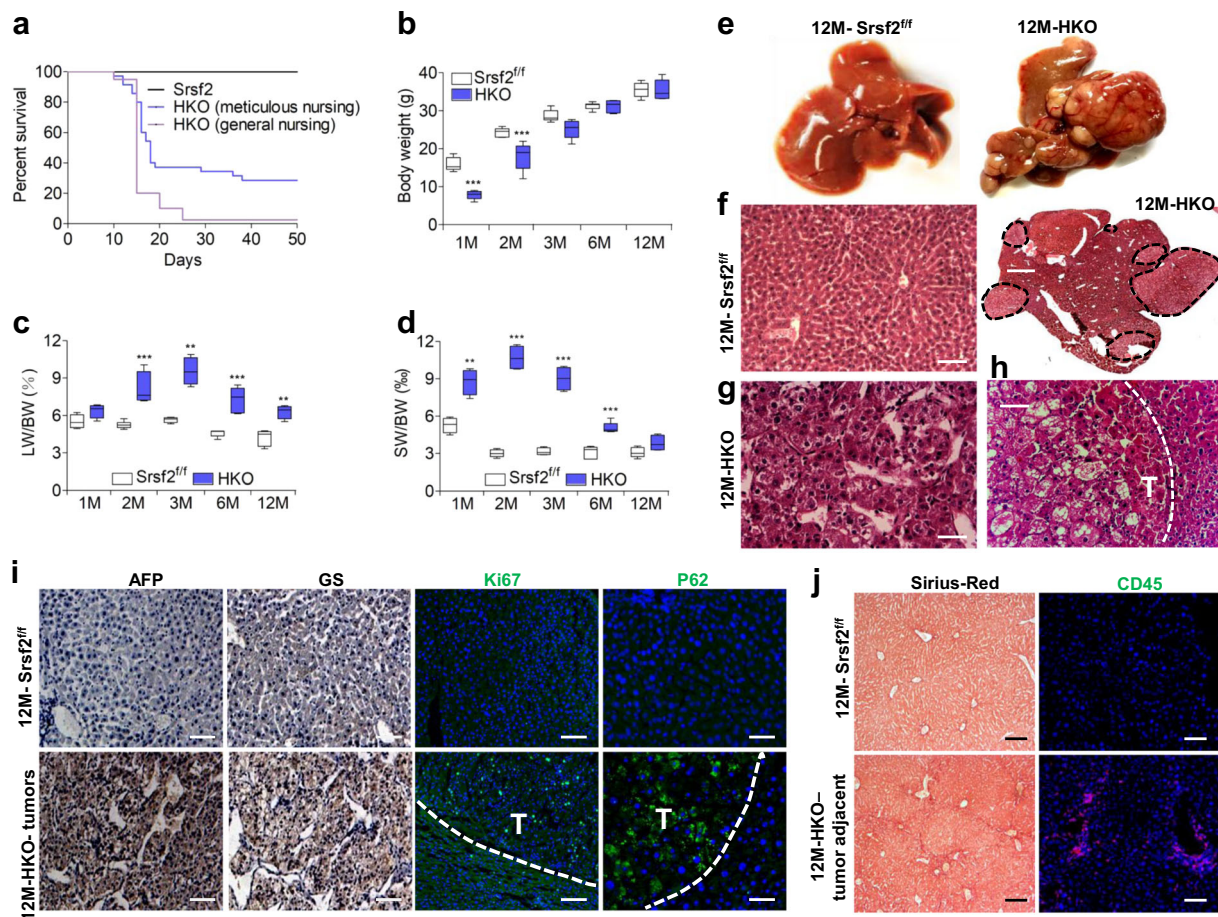 a
Percent survival
100
80
60
40
20
0
Srsf2
HKO (meticulous nursing)
HKO (general nursing)
0 10 20 30 40 50
Days
b
Body weight (g)
40
30
20
10
0
Srsf2f/f
HKO
***
***
1M 2M 3M 6M 12M
c
LW/BW (%)
12
9
6
3
0
***
**
***
**
Srsf2f/f HKO
1M 2M 3M 6M 12M
d
SW/BW (‰)
12
9
6
3
0
**
***
***
***
Srsf2f/f HKO
1M 2M 3M 6M 12M
e
12M- Srsf2f/f
12M-HKO
f
12M- Srsf2f/f
12M-HKO
g
12M-HKO
h
T
i
AFP GS Ki67 P62
12M- Srsf2f/f
12M-HKO- tumors
T
T
j
Sirius-Red CD45
12M- Srsf2f/f
12M-HKO–
tumor adjacent